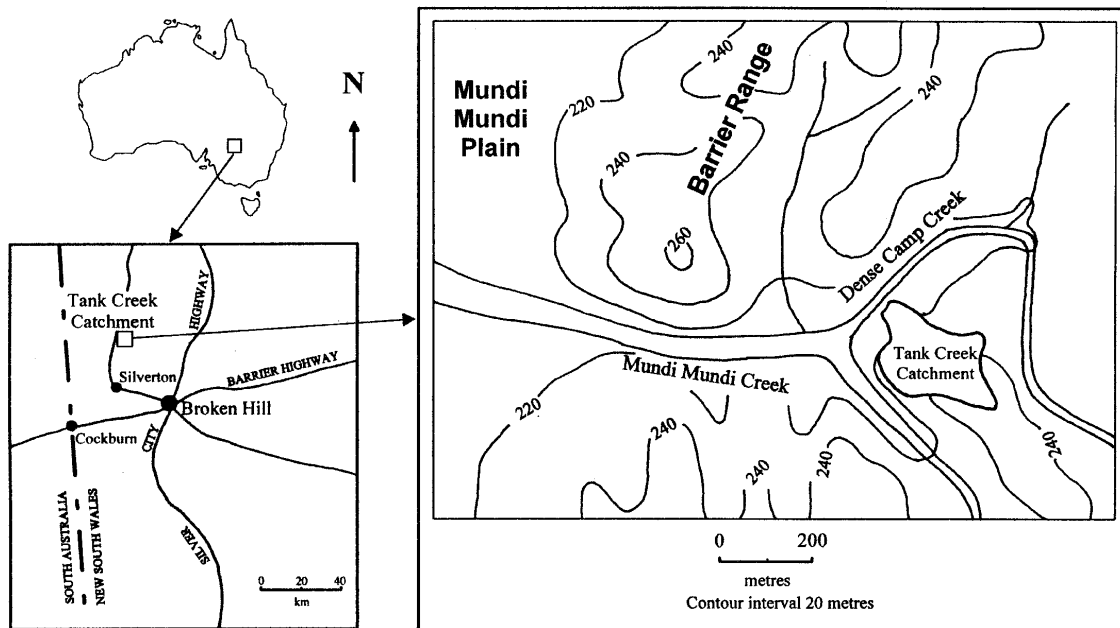 N
Tank Creek
Catchment
HIGHWAY
BARRIER HIGHWAY
Silverton
Broken Hill
Cockburn
CITY
SILVER
SOUTH AUSTRALIA
NEW SOUTH WALES
0 20 40
km
Mundi
Mundi
Plain
Barrier Range
240
220
240
240
260
Dense Camp Creek
Tank Creek
Catchment
Mundi Mundi Creek
220
240
240
240
240
0 200
metres
Contour interval 20 metres